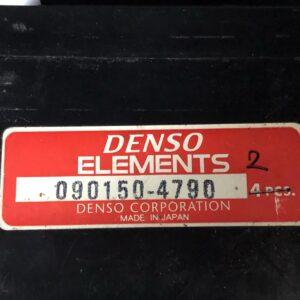 DENSO
ELEMENTS 2
090150-4790 4 PCS.
DENSO CORPORATION
MADE IN JAPAN